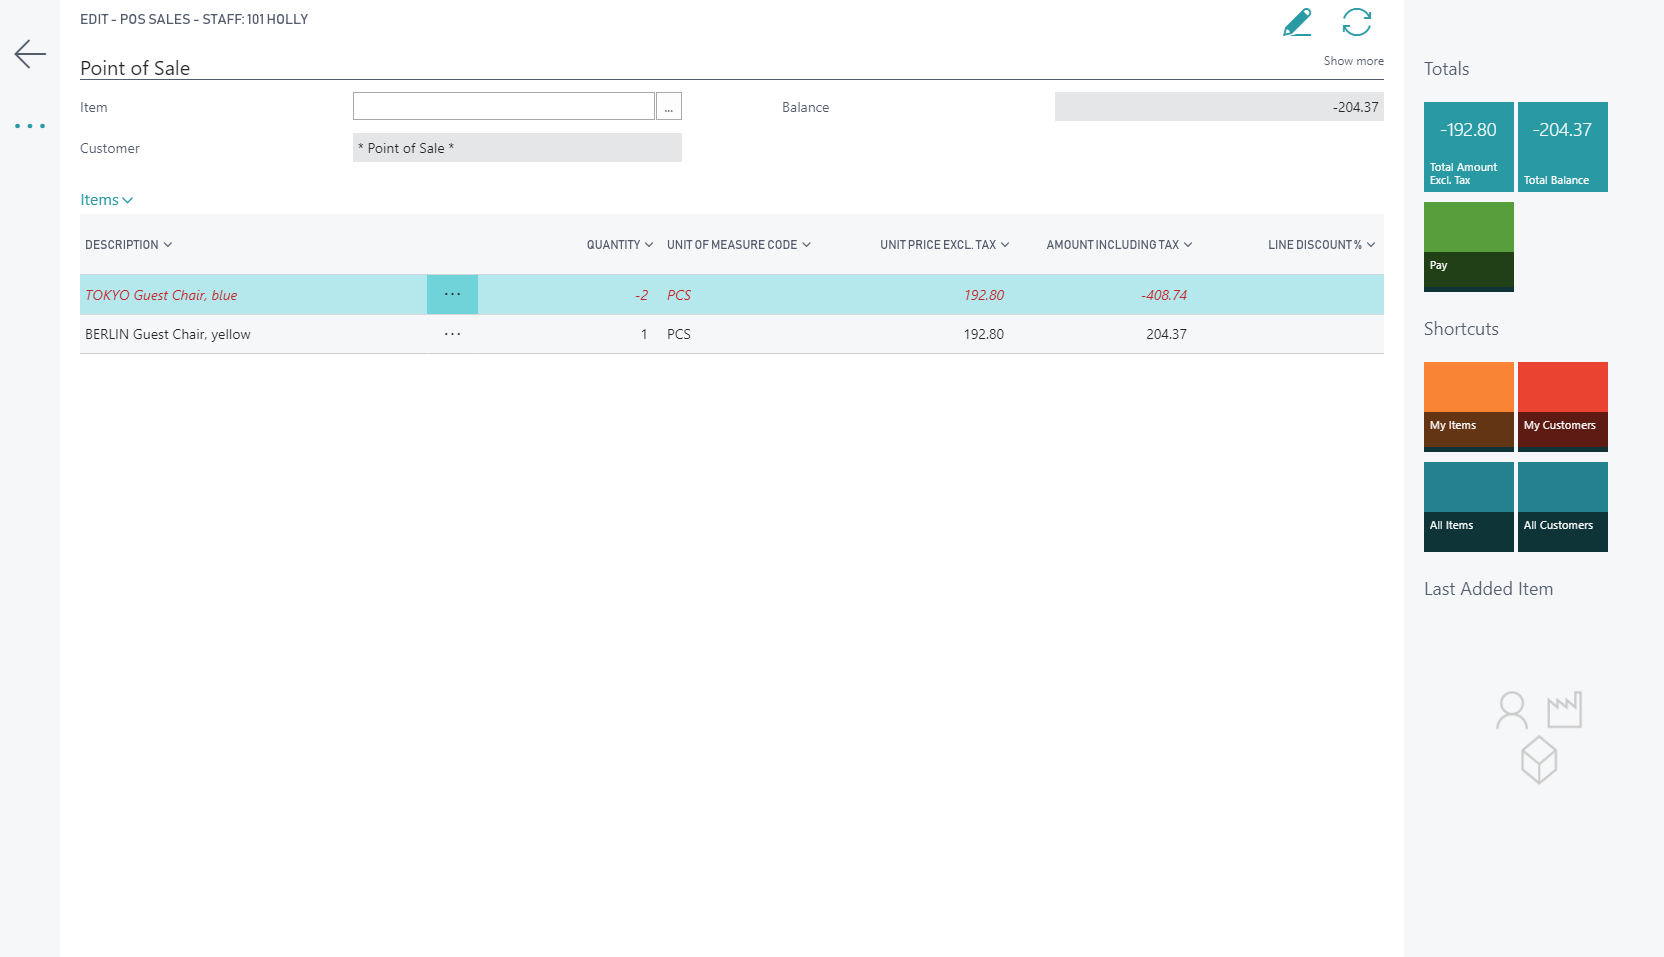 EDIT - POS SALES - STAFF: 101 HOLLY
Point of Sale
Show more
Item
...
Balance
-204.37
Customer
* Point of Sale *
Items
DESCRIPTION QUANTITY UNIT OF MEASURE CODE UNIT PRICE EXCL. TAX AMOUNT INCLUDING TAX LINE DISCOUNT %
TOKYO Guest Chair, blue ... -2 PCS 192.80 -408.74
BERLIN Guest Chair, yellow ... 1 PCS 192.80 204.37
Totals
-192.80
Total Amount
Excl. Tax
-204.37
Total Balance
Pay
Shortcuts
My Items
My Customers
All Items
All Customers
Last Added Item